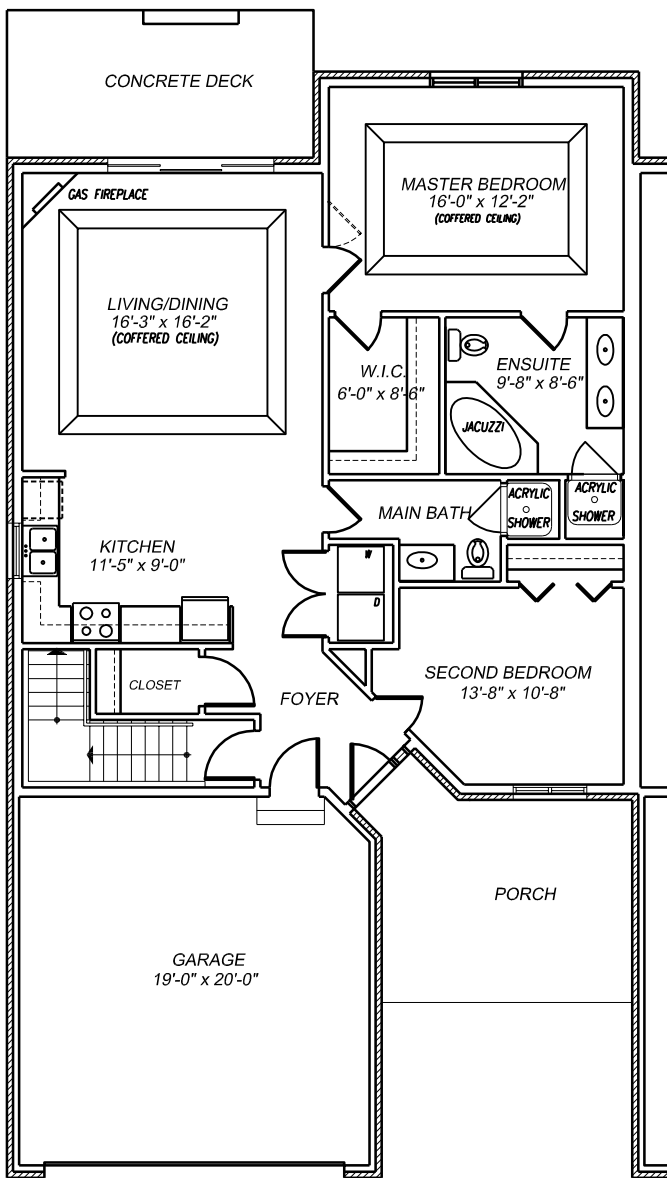 CONCRETE DECK
GAS FIREPLACE
MASTER BEDROOM
16'-0" x 12'-2"
(COFFERED CEILING)
LIVING/DINING
16'-3" x 16'-2"
(COFFERED CEILING)
W.I.C.
6'-0" x 8'-6"
ENSUITE
9'-8" x 8'-6"
JACUZZI
ACRYLIC
SHOWER
ACRYLIC
SHOWER
MAIN BATH
KITCHEN
11'-5" x 9'-0"
W
D
CLOSET
FOYER
SECOND BEDROOM
13'-8" x 10'-8"
PORCH
GARAGE
19'-0" x 20'-0"